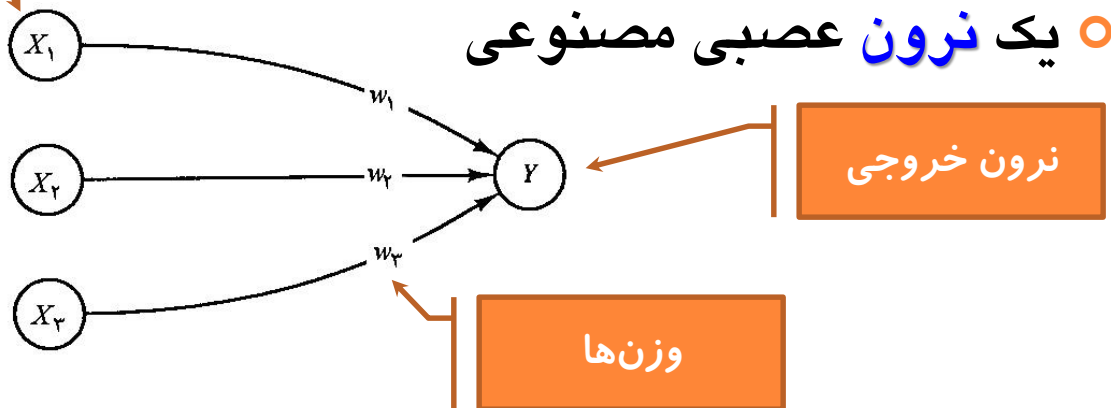 یک نرون عصبی مصنوعی
X۱
w۱
نرون خروجی
X۲
w۲
Y
w۳
X۳
وزن‌ها